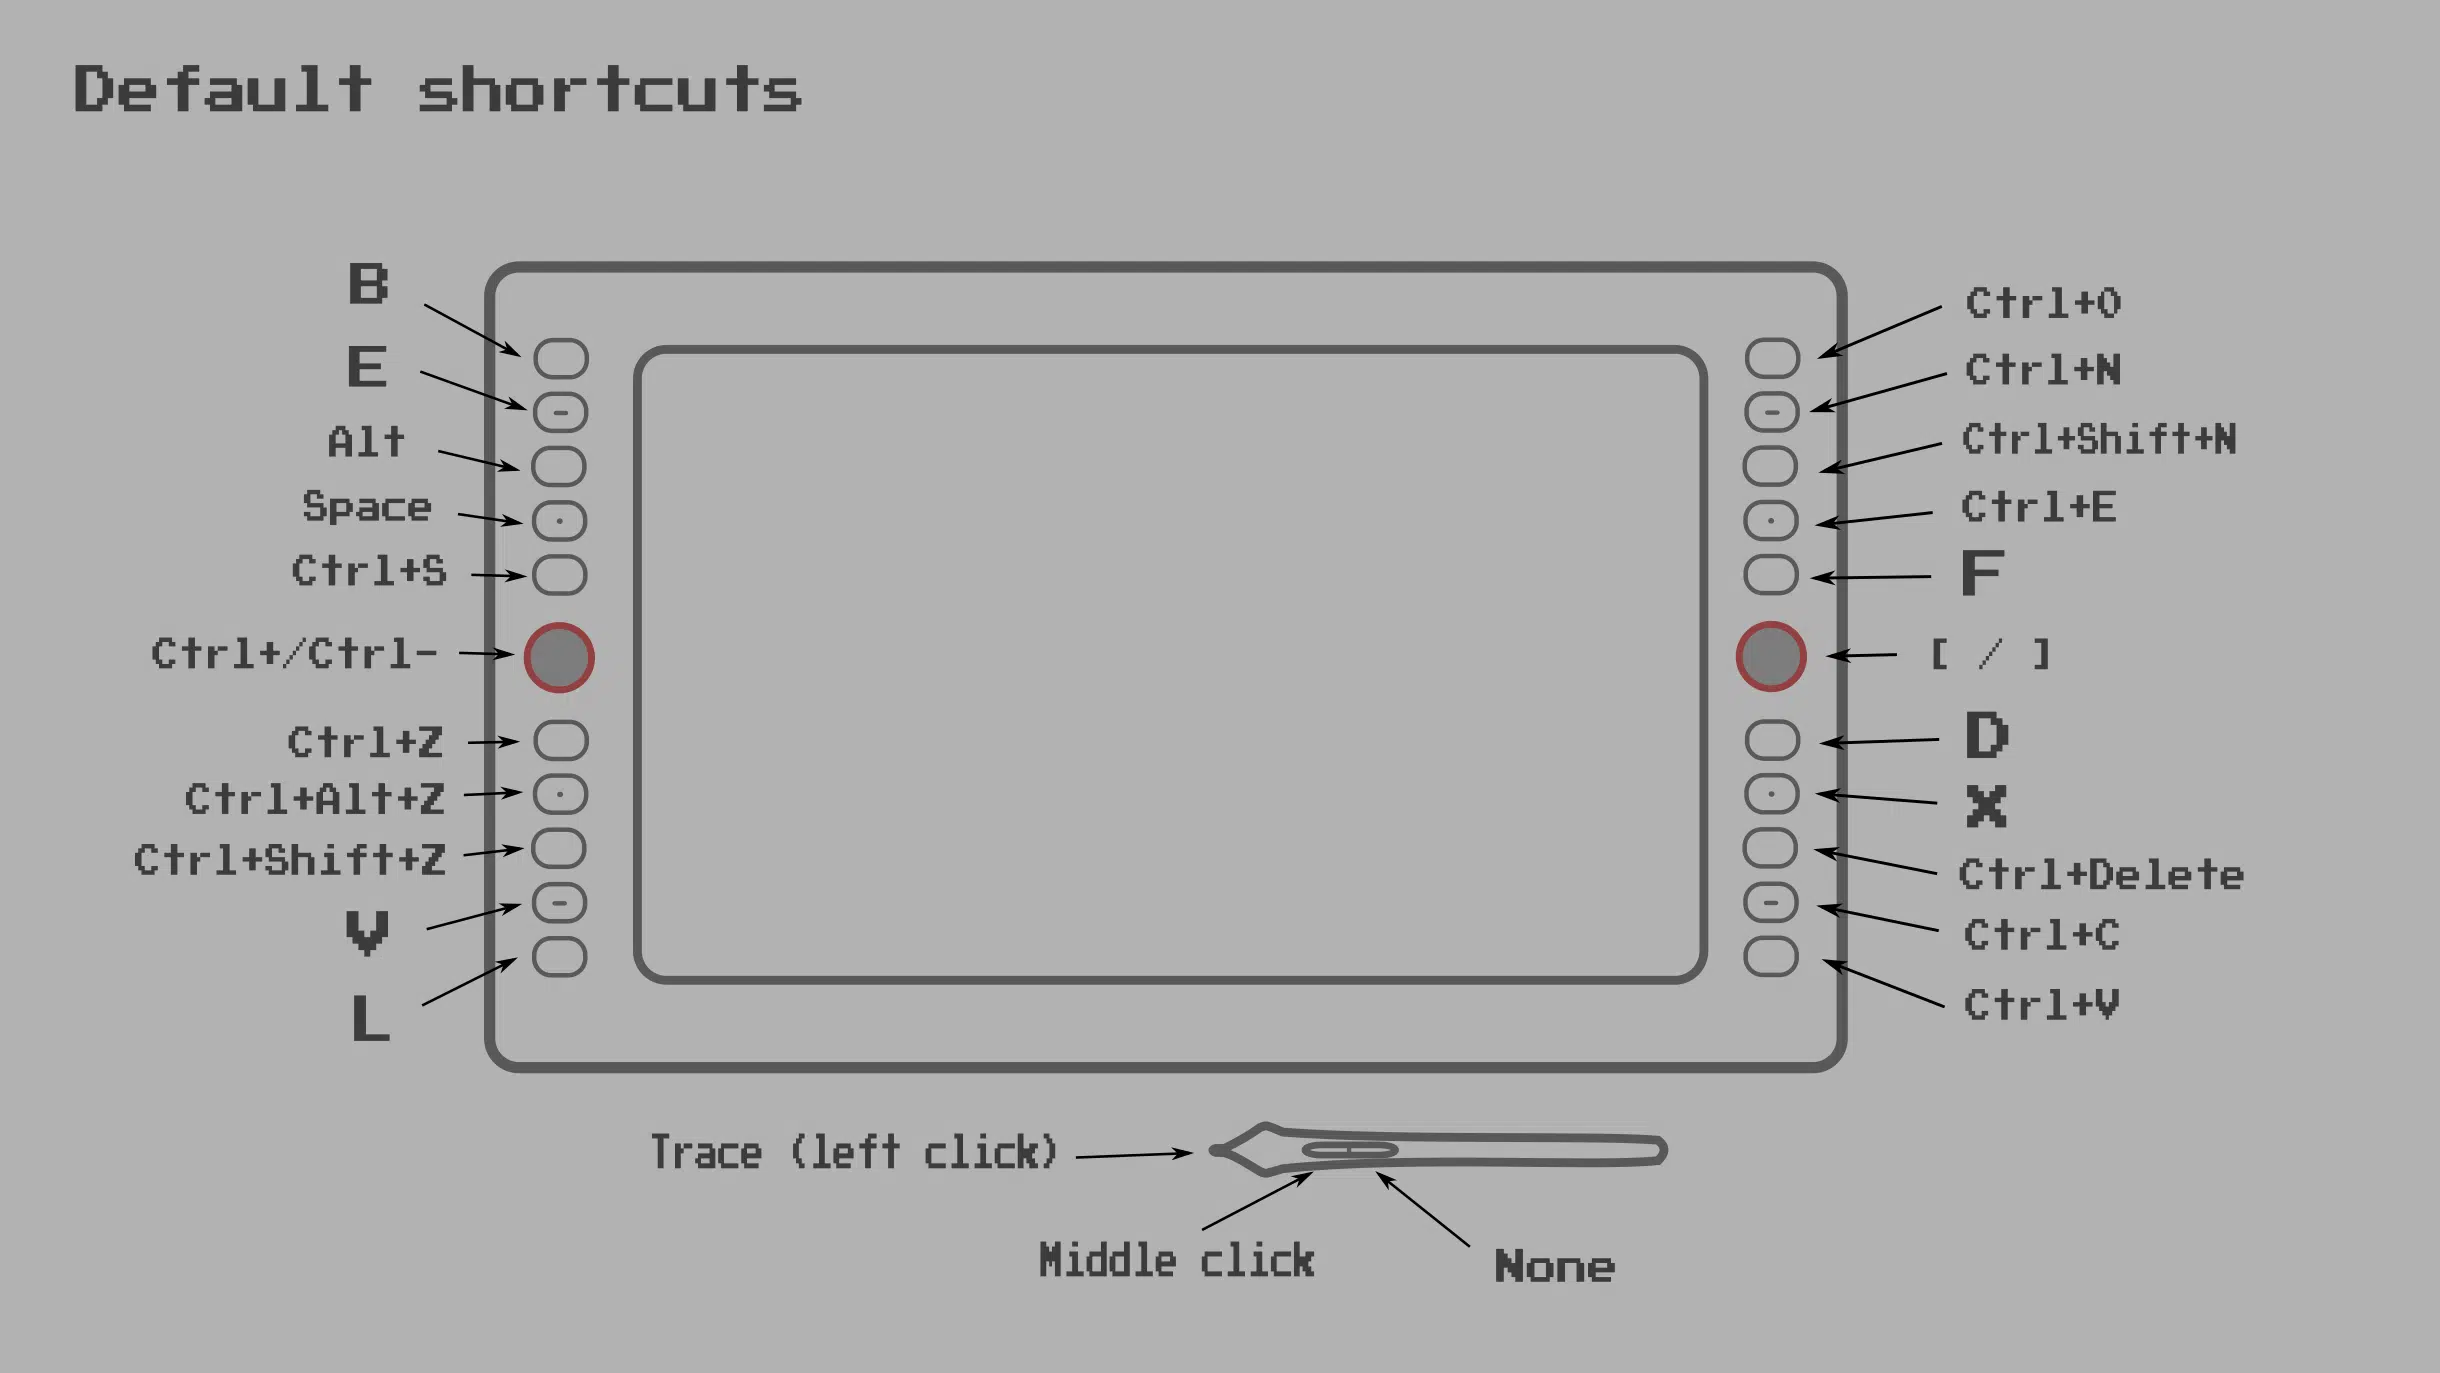 Default shortcuts
B
E
Alt
Space
Ctrl+S
Ctrl+/Ctrl-
Ctrl+Z
Ctrl+Alt+Z
Ctrl+Shift+Z
V
L
Ctrl+O
Ctrl+N
Ctrl+Shift+N
Ctrl+E
F
[ / ]
D
X
Ctrl+Delete
Ctrl+C
Ctrl+V
Trace (left click)
Middle click
None